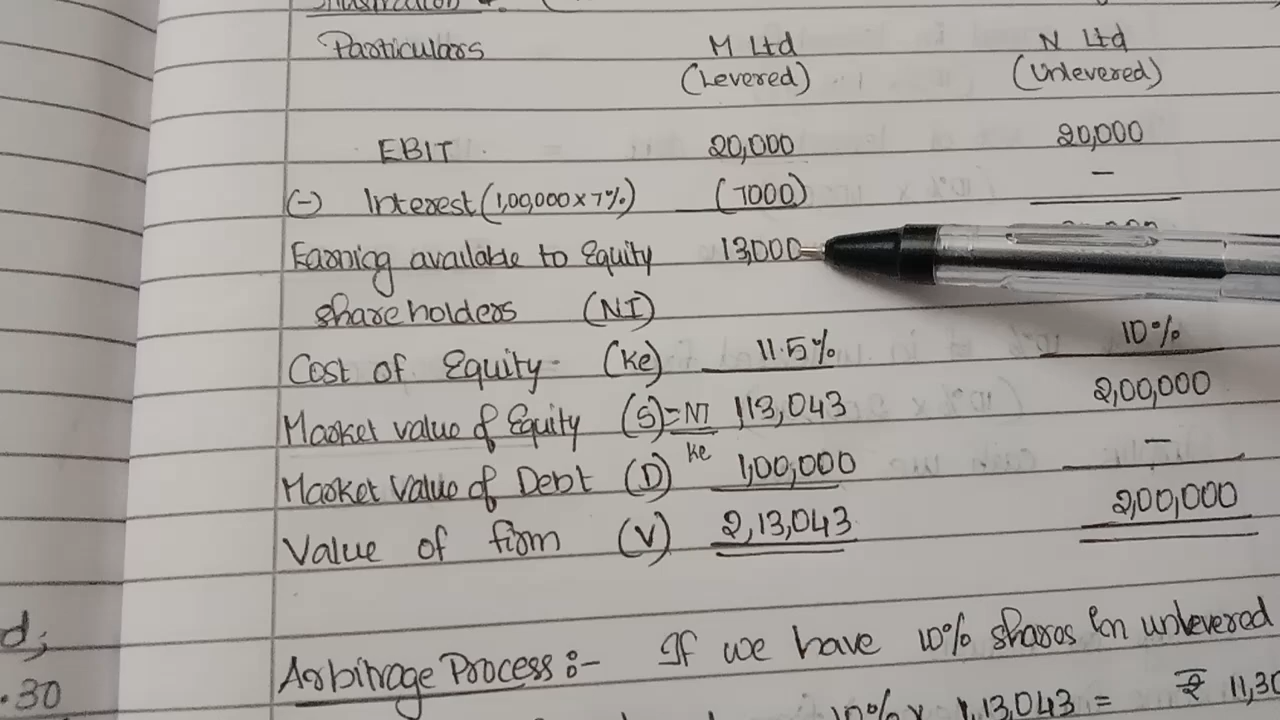 Particulars M Ltd N Ltd
(Levered) (Unlevered)
EBIT 20,000 20,000
(-) Interest (1,00,000 x 7%) (7000) -
Earning available to Equity 13,000
shareholders (NI)
Cost of Equity (Ke) 11.5% 10%
Market value of Equity (S) = NI/Ke 113,043 2,00,000
Market value of Debt (D) 1,00,000 -
Value of firm (V) 2,13,043 2,00,000
d;
Arbitrage Process :- If we have 10% shares in unlevered
.30
10% x 1,13,043 = ₹ 11,30